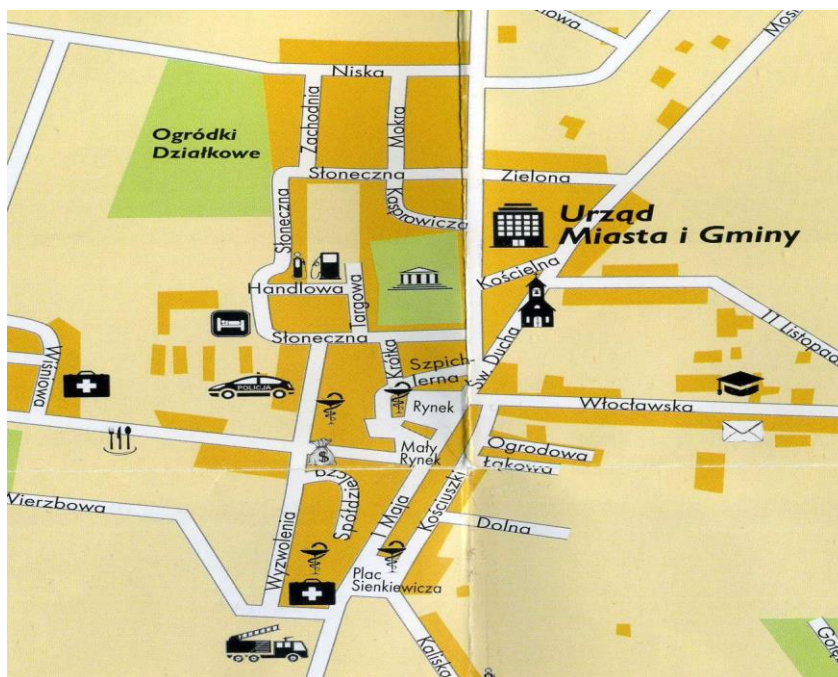 Niska
Zachodnia
Mokra
Ogródki
Działkowe
Słoneczna
Zielona
Kasprowicza
Urząd
Miasta i Gminy
Słoneczna
Kościelna
Handlowa
Targowa
11 Listopada
Słoneczna
Krótka
Szpich-
lerna
Św. Ducha
Wiśniowa
POLICJA
Rynek
Włocławska
Mały
Rynek
Ogrodowa
Łąkowa
$
Spółdzielcza
1 Maja
Kościuszki
Wierzbowa
Wyzwolenia
Dolna
Plac
Sienkiewicza
Kaliska